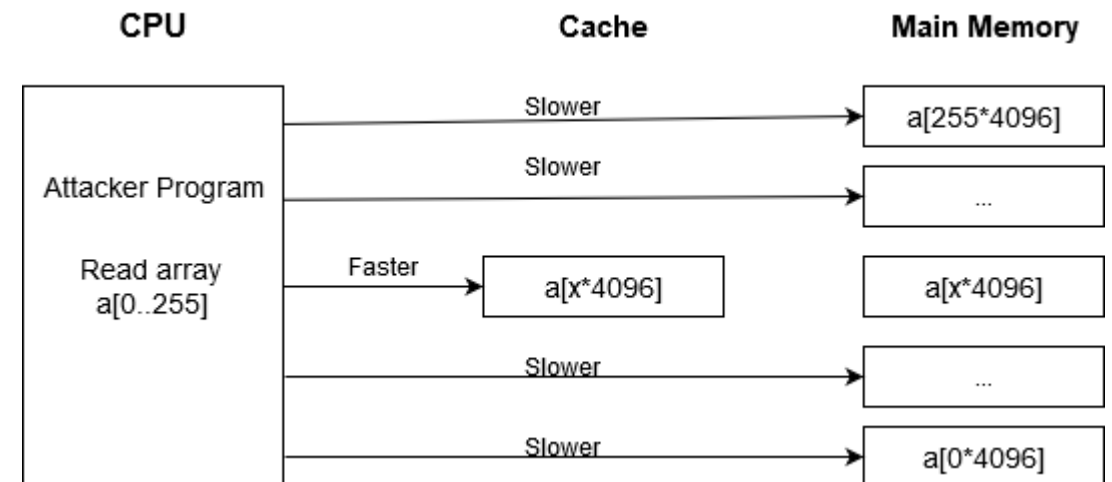 CPU
Cache
Main Memory
Slower
a[255*4096]
Slower
Attacker Program
...
Read array
a[0..255]
Faster
a[x*4096]
a[x*4096]
Slower
...
Slower
a[0*4096]